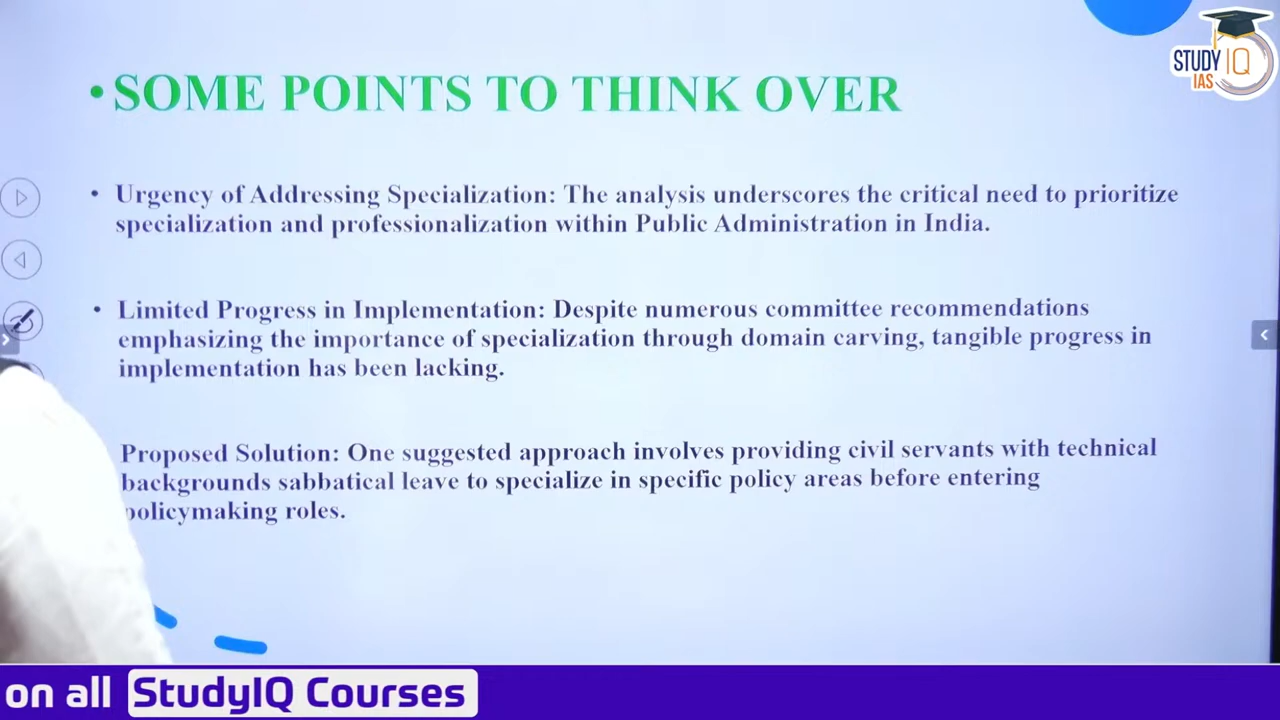 STUDY IQ
IAS
• SOME POINTS TO THINK OVER
• Urgency of Addressing Specialization: The analysis underscores the critical need to prioritize
specialization and professionalization within Public Administration in India.
• Limited Progress in Implementation: Despite numerous committee recommendations
emphasizing the importance of specialization through domain carving, tangible progress in
implementation has been lacking.
Proposed Solution: One suggested approach involves providing civil servants with technical
backgrounds sabbatical leave to specialize in specific policy areas before entering
policymaking roles.
on all StudyIQ Courses